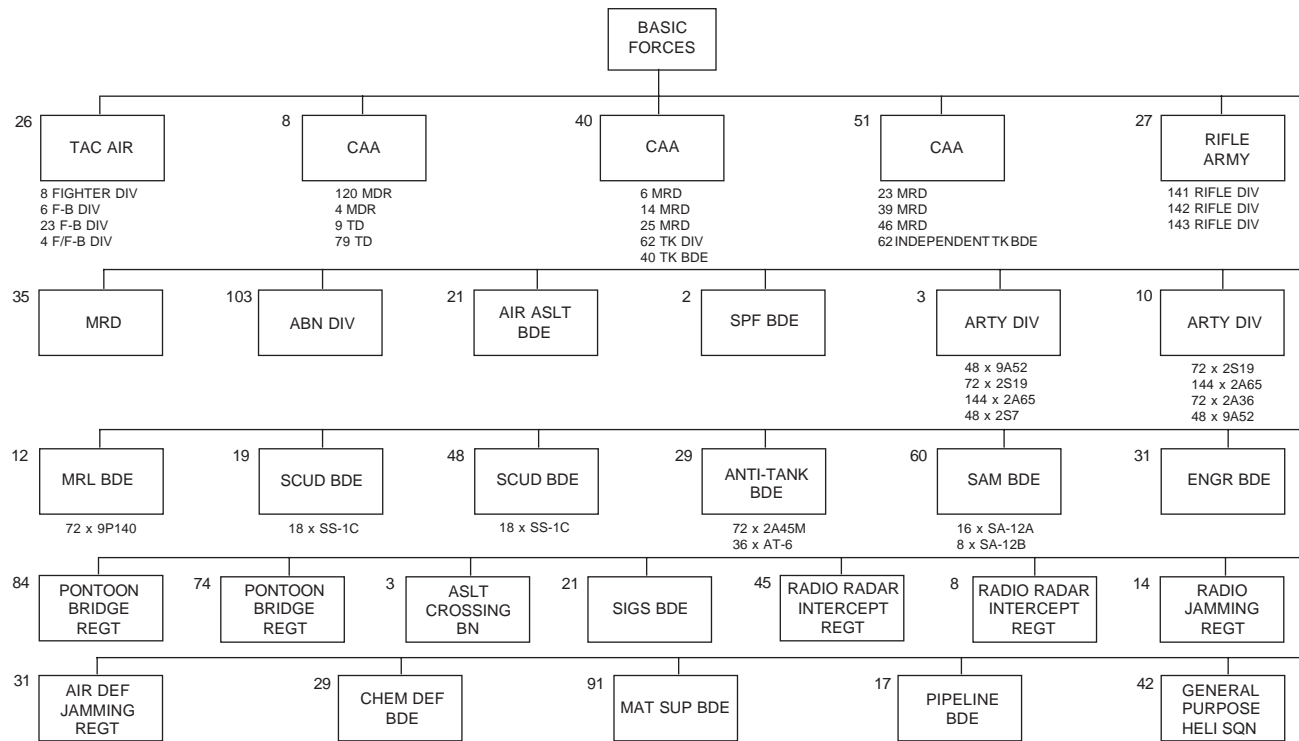 BASIC
FORCES
26
TAC AIR
8 FIGHTER DIV
6 F-B DIV
23 F-B DIV
4 F/F-B DIV
8
CAA
120 MDR
4 MDR
9 TD
79 TD
40
CAA
6 MRD
14 MRD
25 MRD
62 TK DIV
40 TK BDE
51
CAA
23 MRD
39 MRD
46 MRD
62 INDEPENDENT TK BDE
27
RIFLE
ARMY
141 RIFLE DIV
142 RIFLE DIV
143 RIFLE DIV
35
MRD
103
ABN DIV
21
AIR ASLT
BDE
2
SPF BDE
3
ARTY DIV
48 x 9A52
72 x 2S19
144 x 2A65
48 x 2S7
10
ARTY DIV
72 x 2S19
144 x 2A65
72 x 2A36
48 x 9A52
12
MRL BDE
72 x 9P140
19
SCUD BDE
18 x SS-1C
48
SCUD BDE
18 x SS-1C
29
ANTI-TANK
BDE
72 x 2A45M
36 x AT-6
60
SAM BDE
16 x SA-12A
8 x SA-12B
31
ENGR BDE
84
PONTOON
BRIDGE
REGT
74
PONTOON
BRIDGE
REGT
3
ASLT
CROSSING
BN
21
SIGS BDE
45
RADIO RADAR
INTERCEPT
REGT
8
RADIO RADAR
INTERCEPT
REGT
14
RADIO
JAMMING
REGT
31
AIR DEF
JAMMING
REGT
29
CHEM DEF
BDE
91
MAT SUP BDE
17
PIPELINE
BDE
42
GENERAL
PURPOSE
HELI SQN